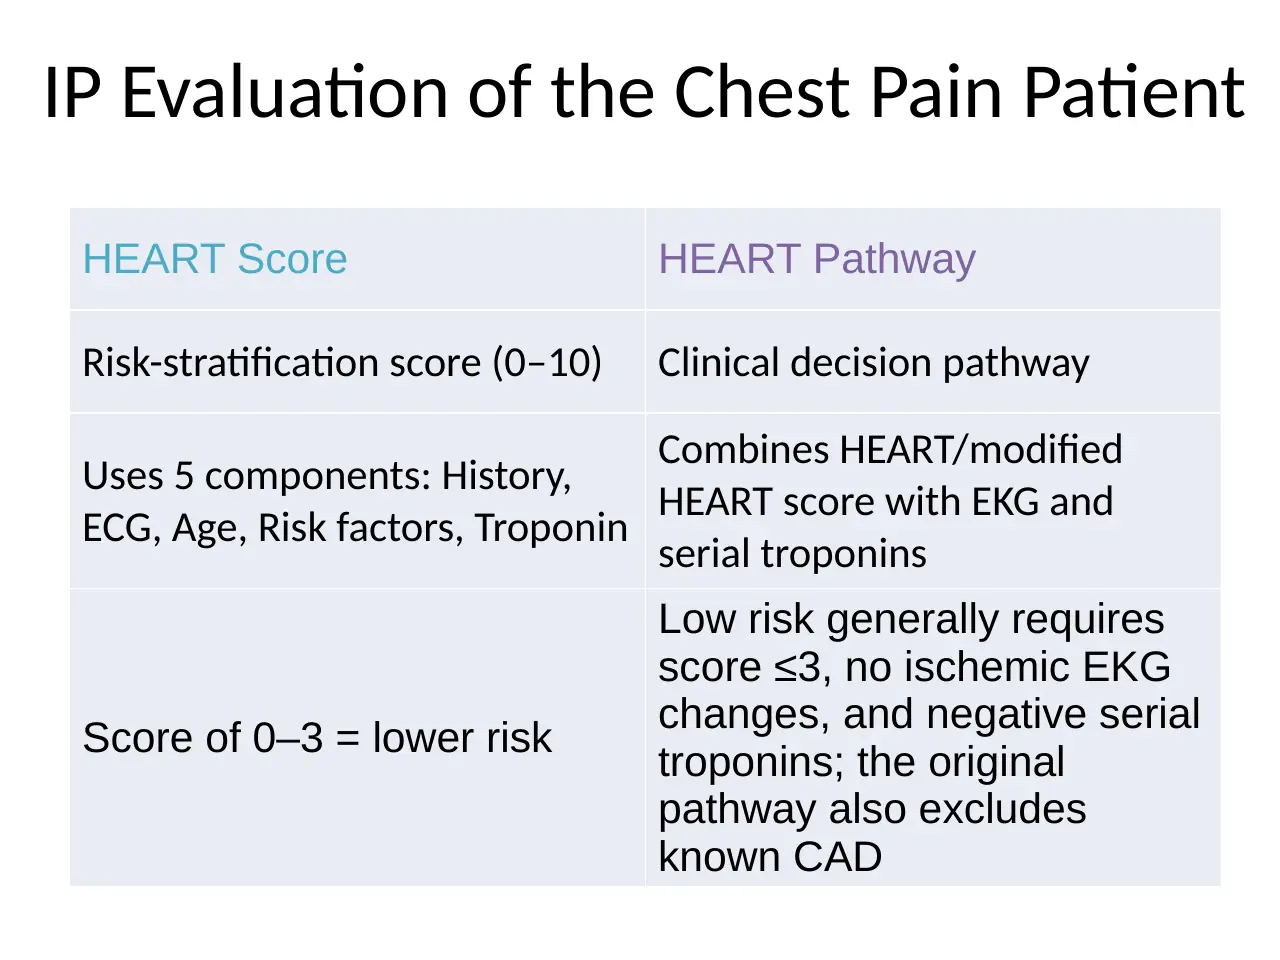 IP Evaluation of the Chest Pain Patient
HEART Score
HEART Pathway
Risk-stratification score (0–10)
Clinical decision pathway
Uses 5 components: History,
ECG, Age, Risk factors, Troponin
Combines HEART/modified
HEART score with EKG and
serial troponins
Score of 0–3 = lower risk
Low risk generally requires
score ≤3, no ischemic EKG
changes, and negative serial
troponins; the original
pathway also excludes
known CAD